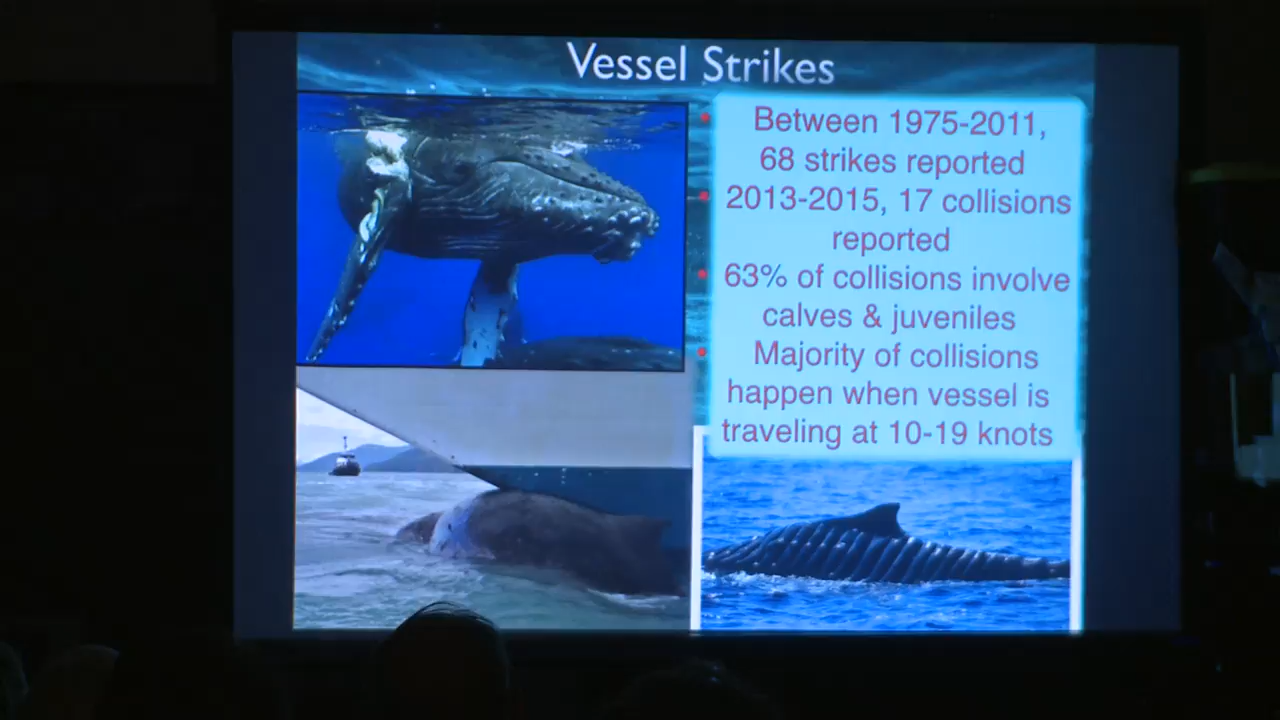 Vessel Strikes
Between 1975-2011,
68 strikes reported
2013-2015, 17 collisions
reported
63% of collisions involve
calves & juveniles
Majority of collisions
happen when vessel is
traveling at 10-19 knots